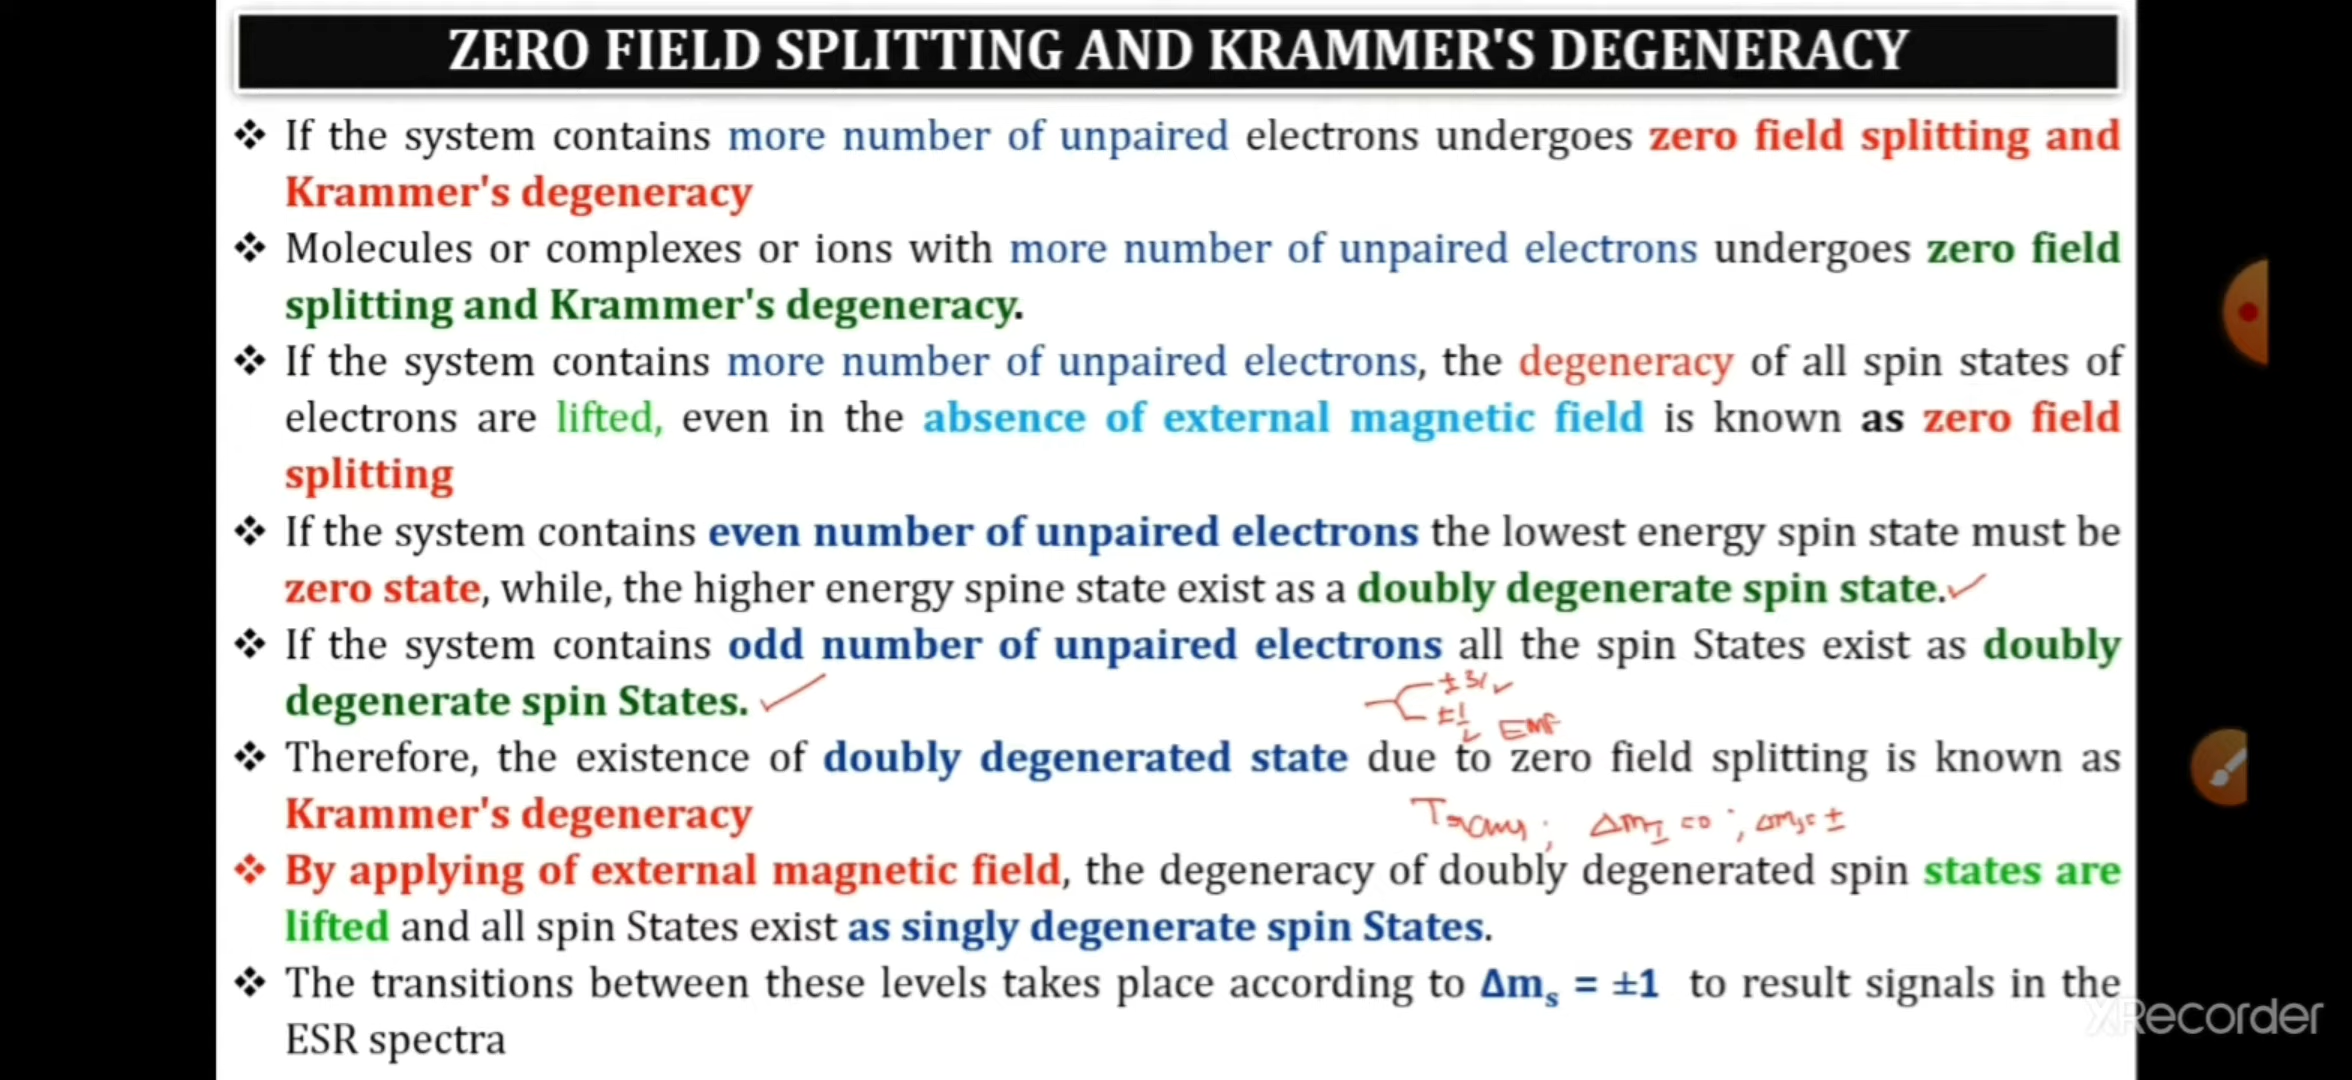 ZERO FIELD SPLITTING AND KRAMMER'S DEGENERACY
❖ If the system contains more number of unpaired electrons undergoes zero field splitting and
Krammer's degeneracy
❖ Molecules or complexes or ions with more number of unpaired electrons undergoes zero field
splitting and Krammer's degeneracy.
❖ If the system contains more number of unpaired electrons, the degeneracy of all spin states of
electrons are lifted, even in the absence of external magnetic field is known as zero field
splitting
❖ If the system contains even number of unpaired electrons the lowest energy spin state must be
zero state, while, the higher energy spine state exist as a doubly degenerate spin state.
❖ If the system contains odd number of unpaired electrons all the spin States exist as doubly
degenerate spin States.
EMF
❖ Therefore, the existence of doubly degenerated state due to zero field splitting is known as
Krammer's degeneracy
❖ By applying of external magnetic field, the degeneracy of doubly degenerated spin states are
lifted and all spin States exist as singly degenerate spin States.
❖ The transitions between these levels takes place according to Δmₛ = ±1 to result signals in the
ESR spectra
XRecorder